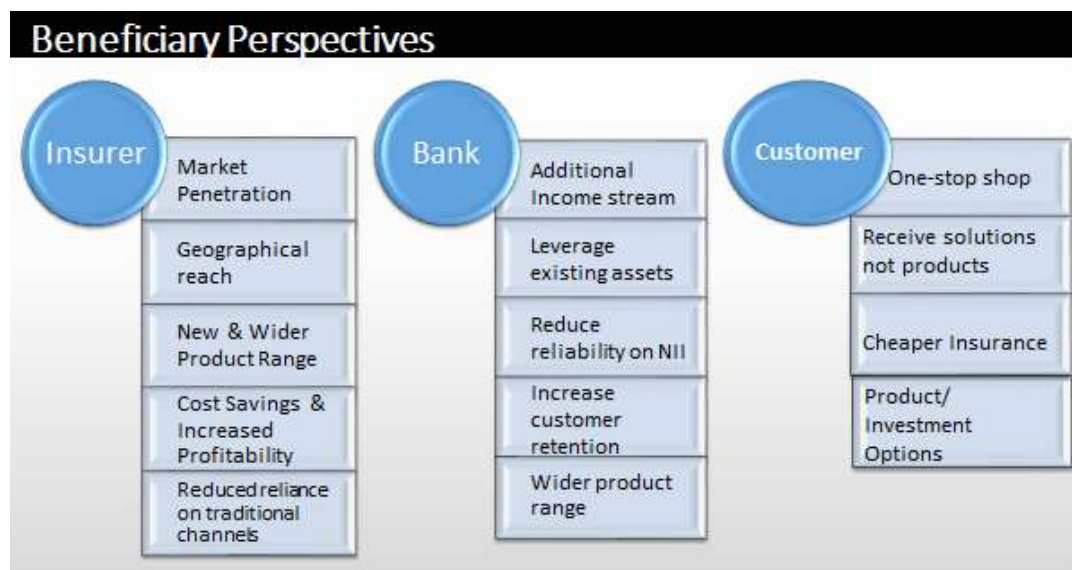 Beneficiary Perspectives
Insurer
Market
Penetration
Geographical
reach
New & Wider
Product Range
Cost Savings &
Increased
Profitability
Reduced reliance
on traditional
channels
Bank
Additional
Income stream
Leverage
existing assets
Reduce
reliability on NII
Increase
customer
retention
Wider product
range
Customer
One-stop shop
Receive solutions
not products
Cheaper Insurance
Product/
Investment
Options